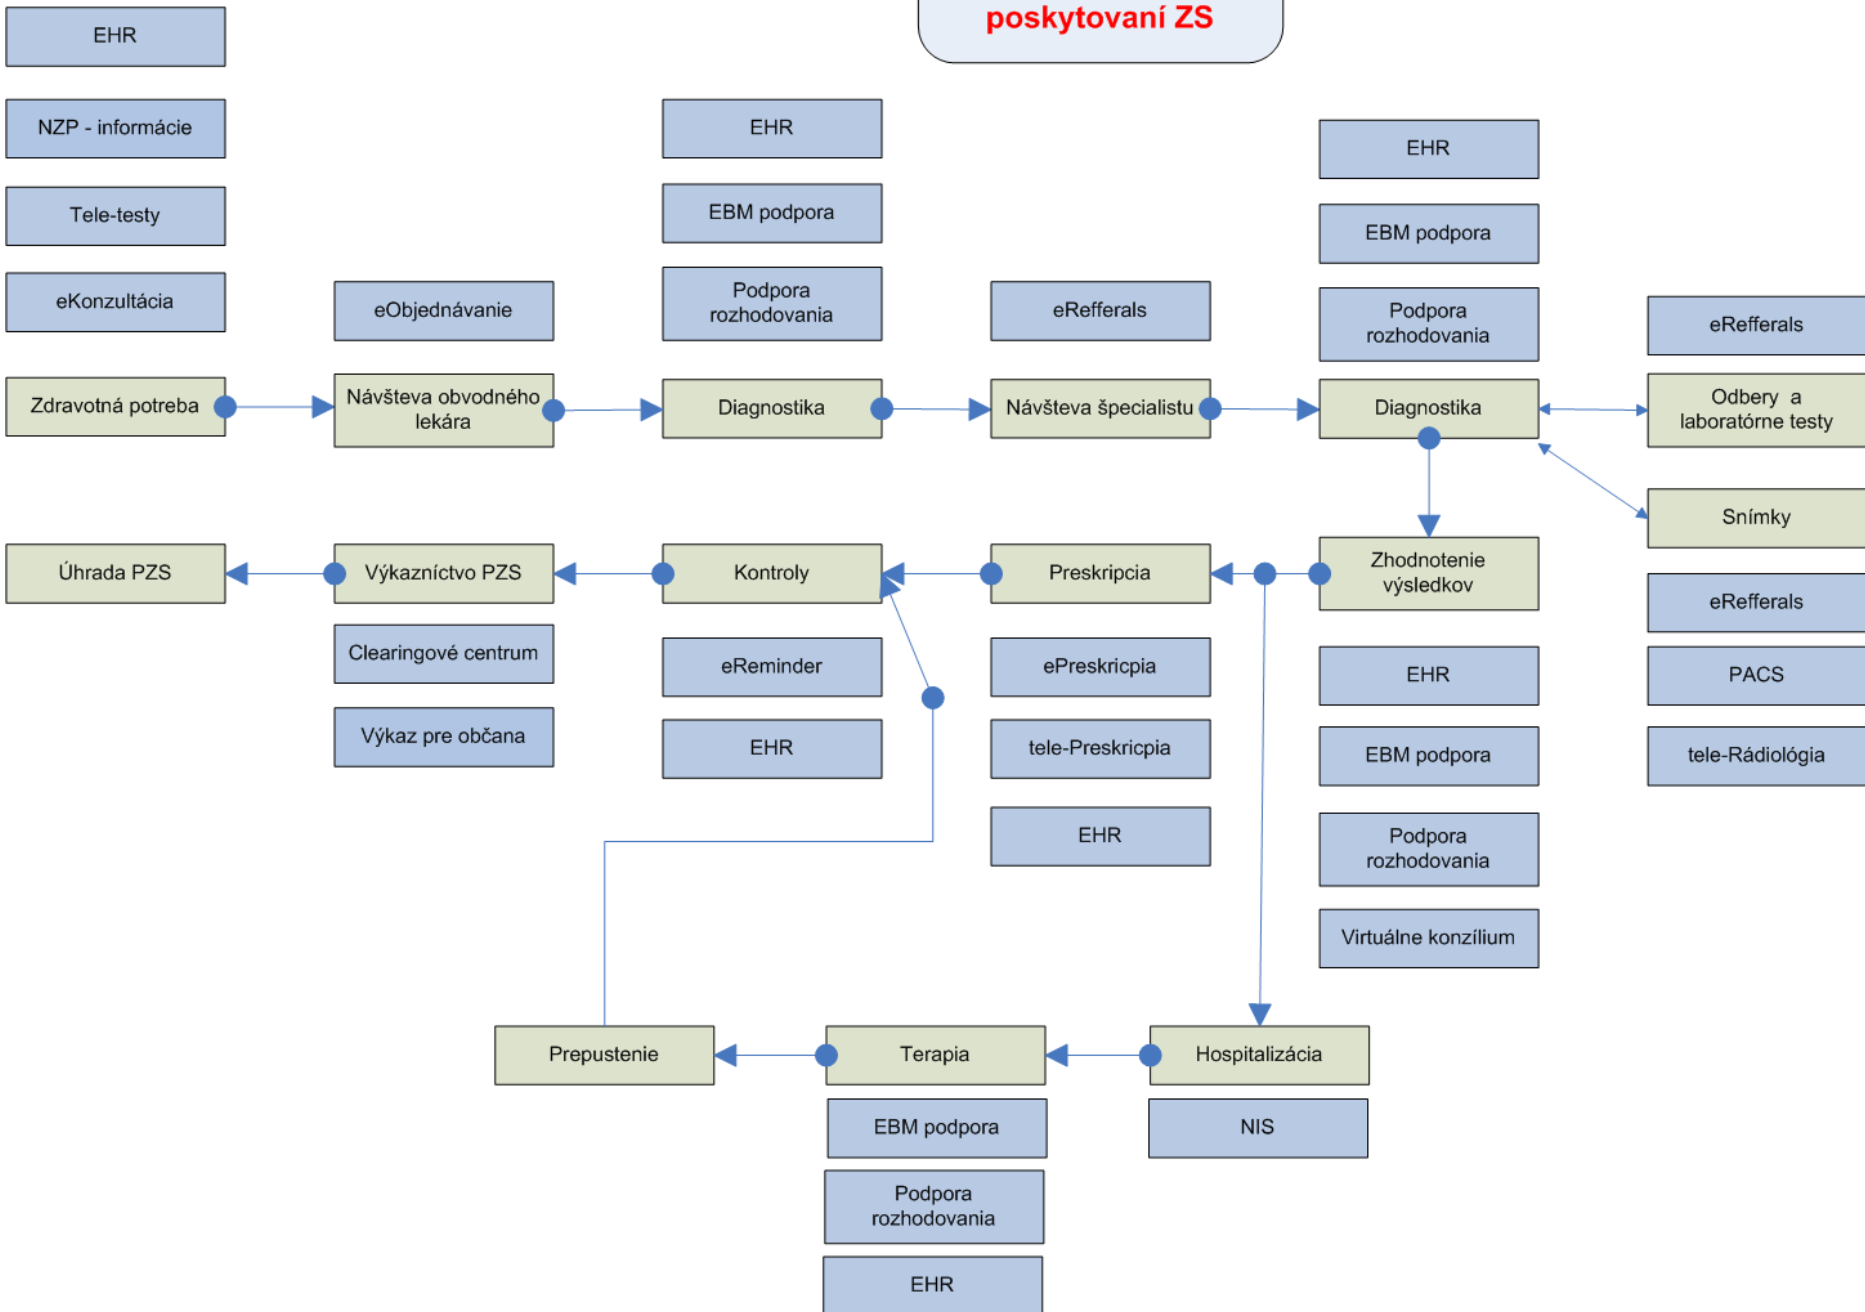 poskytovaní ZS
EHR
NZP - informácie
Tele-testy
eKonzultácia
eObjednávanie
EHR
EBM podpora
Podpora
rozhodovania
eRefferals
EHR
EBM podpora
Podpora
rozhodovania
eRefferals
Zdravotná potreba
Návšteva obvodného
lekára
Diagnostika
Návšteva špecialistu
Diagnostika
Odbery a
laboratórne testy
Snímky
Úhrada PZS
Výkazníctvo PZS
Kontroly
Preskripcia
Zhodnotenie
výsledkov
Clearingové centrum
Výkaz pre občana
eReminder
EHR
ePreskricpia
tele-Preskricpia
EHR
EHR
EBM podpora
Podpora
rozhodovania
Virtuálne konzílium
eRefferals
PACS
tele-Rádiológia
Prepustenie
Terapia
Hospitalizácia
EBM podpora
Podpora
rozhodovania
EHR
NIS